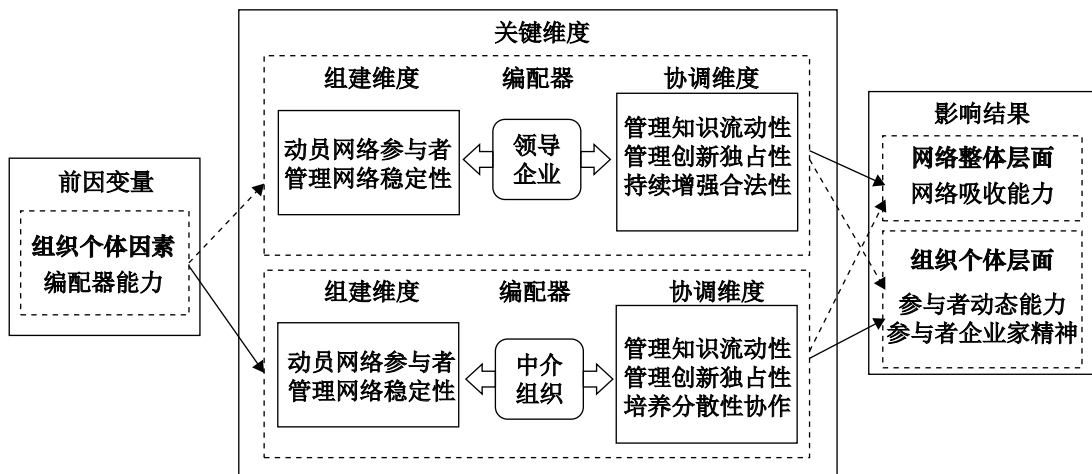 前因变量
组织个体因素
编配器能力
关键维度
组建维度
编配器
协调维度
动员网络参与者
管理网络稳定性
领导
企业
管理知识流动性
管理创新独占性
持续增强合法性
组建维度
编配器
协调维度
动员网络参与者
管理网络稳定性
中介
组织
管理知识流动性
管理创新独占性
培养分散性协作
影响结果
网络整体层面
网络吸收能力
组织个体层面
参与者动态能力
参与者企业家精神